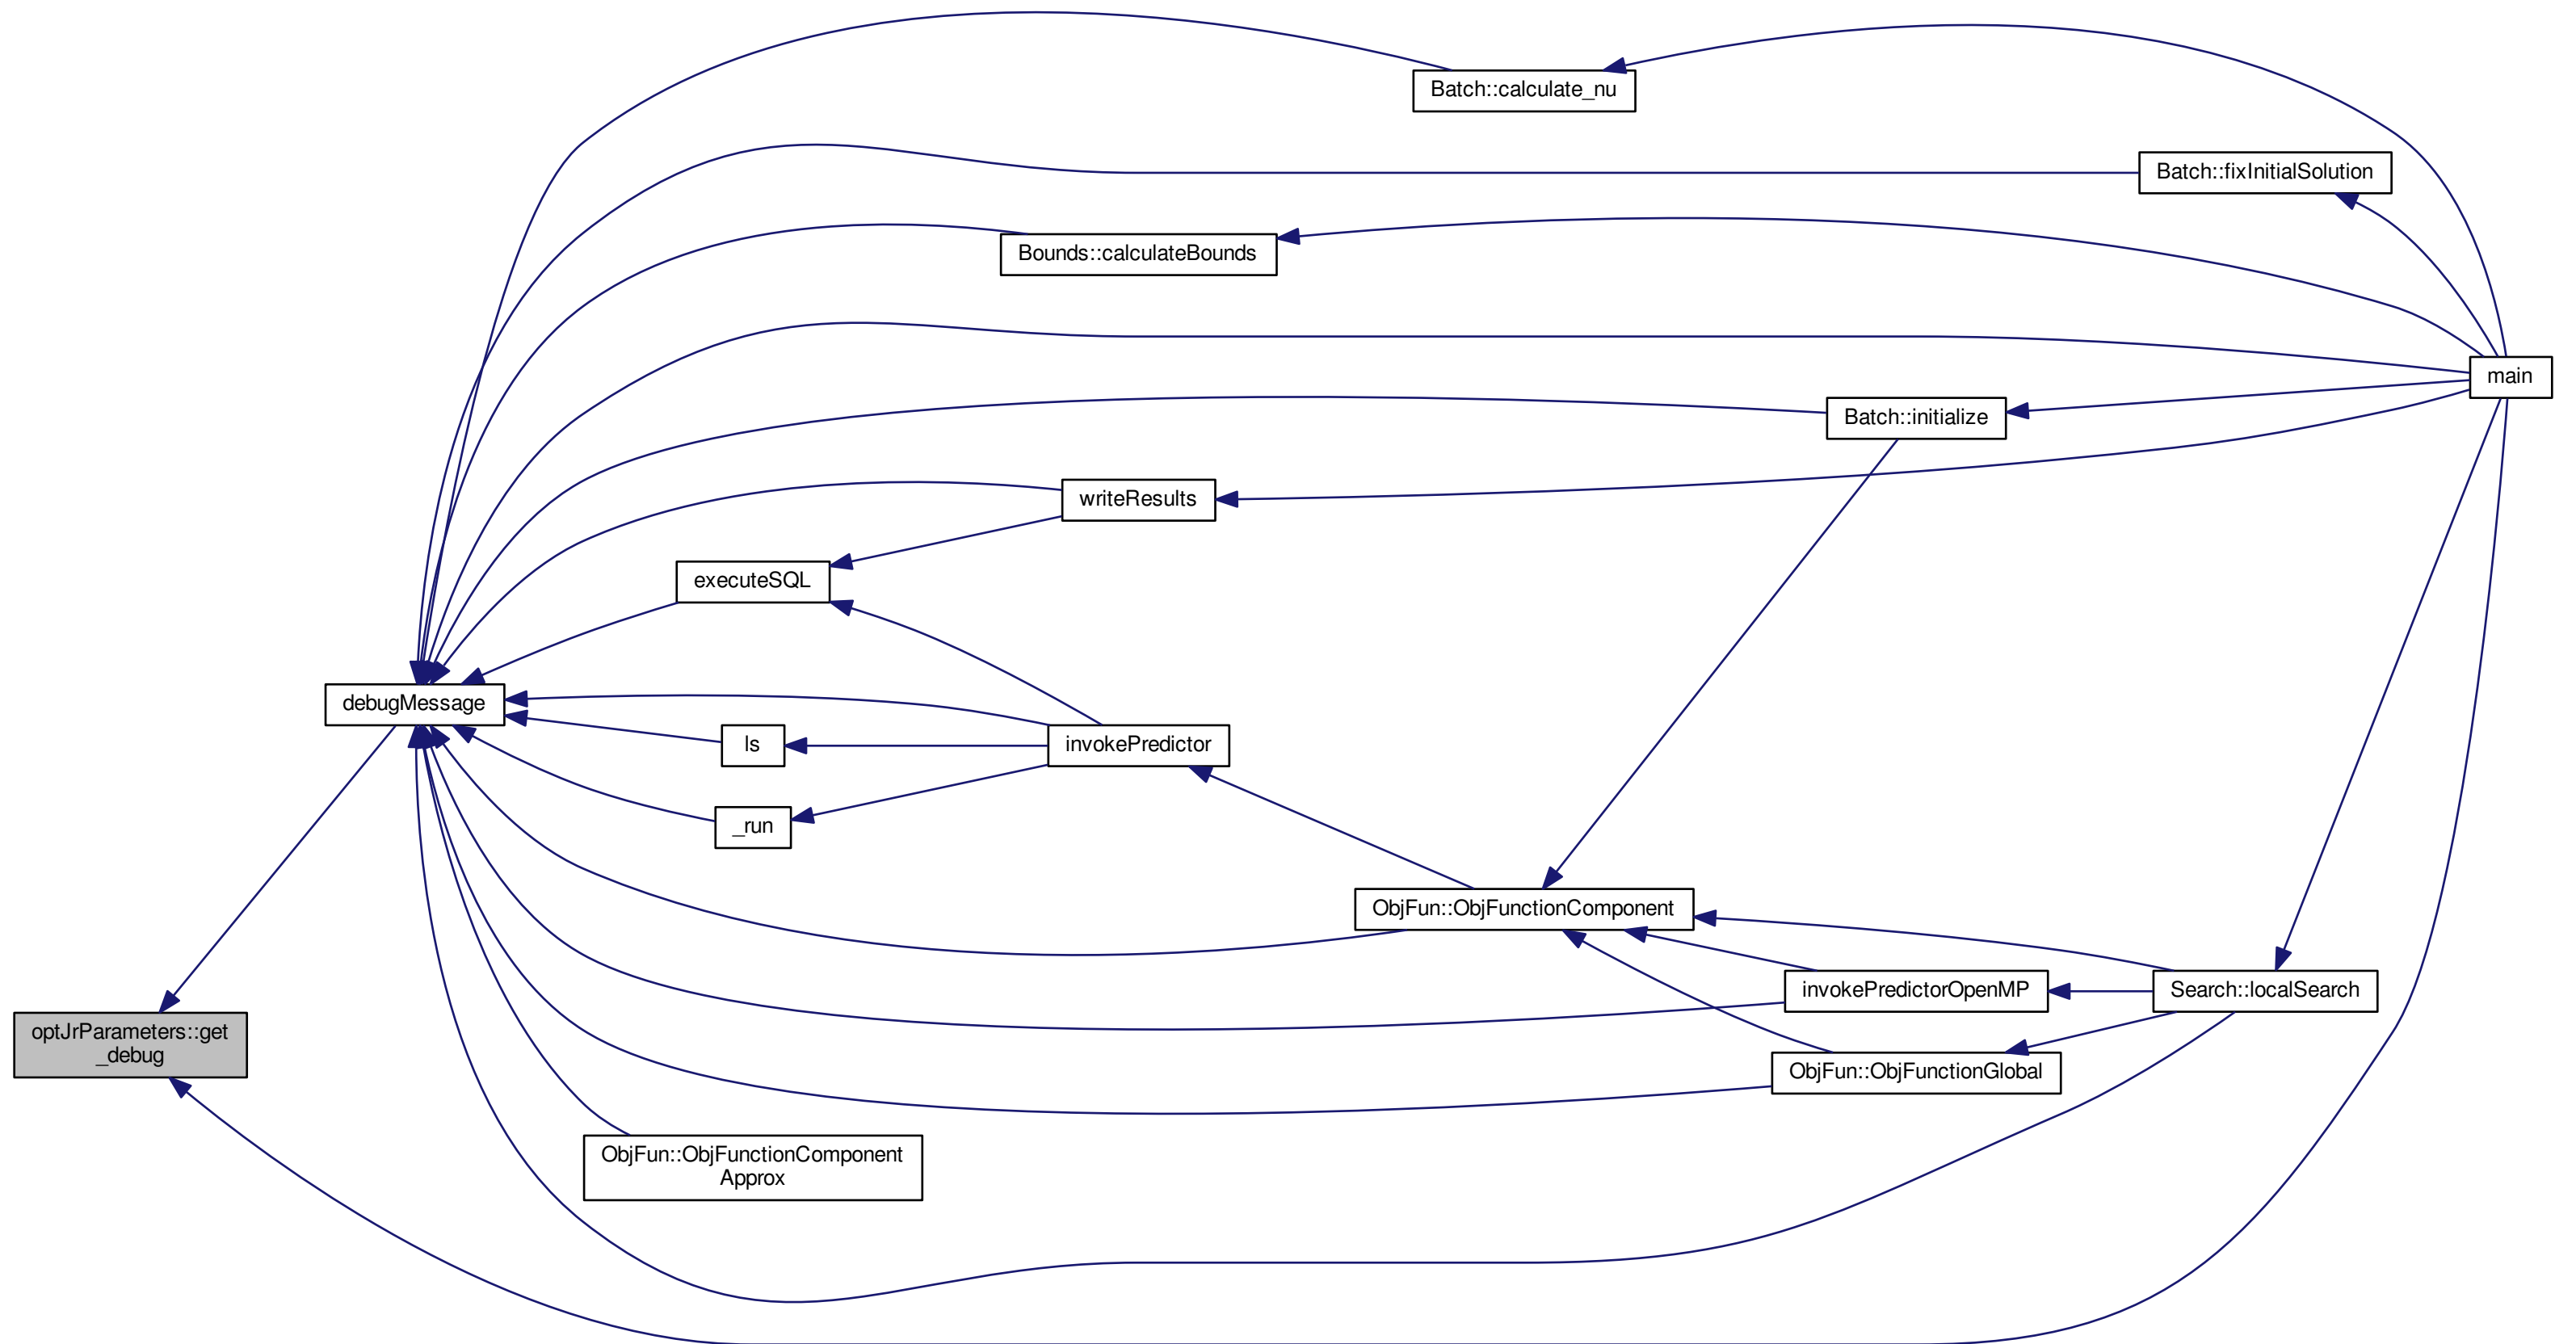 Batch::calculate_nu
Batch::fixInitialSolution
Bounds::calculateBounds
main
Batch::initialize
writeResults
executeSQL
debugMessage
ls
invokePredictor
_run
ObjFun::ObjFunctionComponent
invokePredictorOpenMP
Search::localSearch
optJrParameters::get
_debug
ObjFun::ObjFunctionGlobal
ObjFun::ObjFunctionComponent
Approx